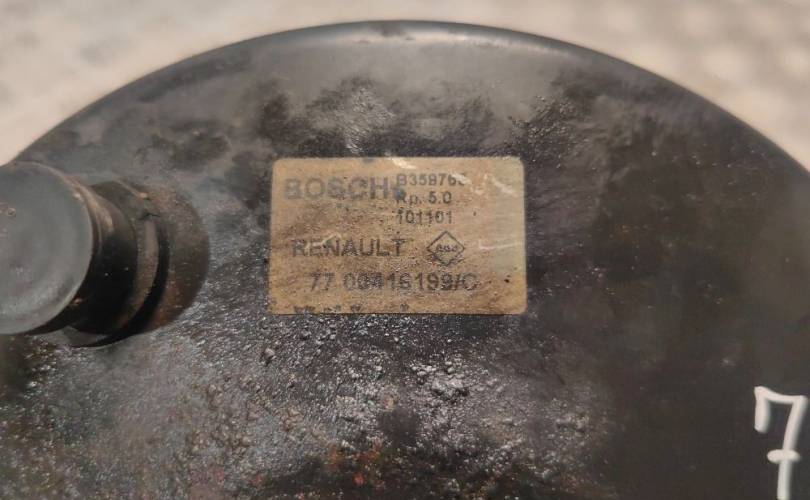 BOSCH
Rp. 5.0
101101
RENAULT
77 00416199/C
7